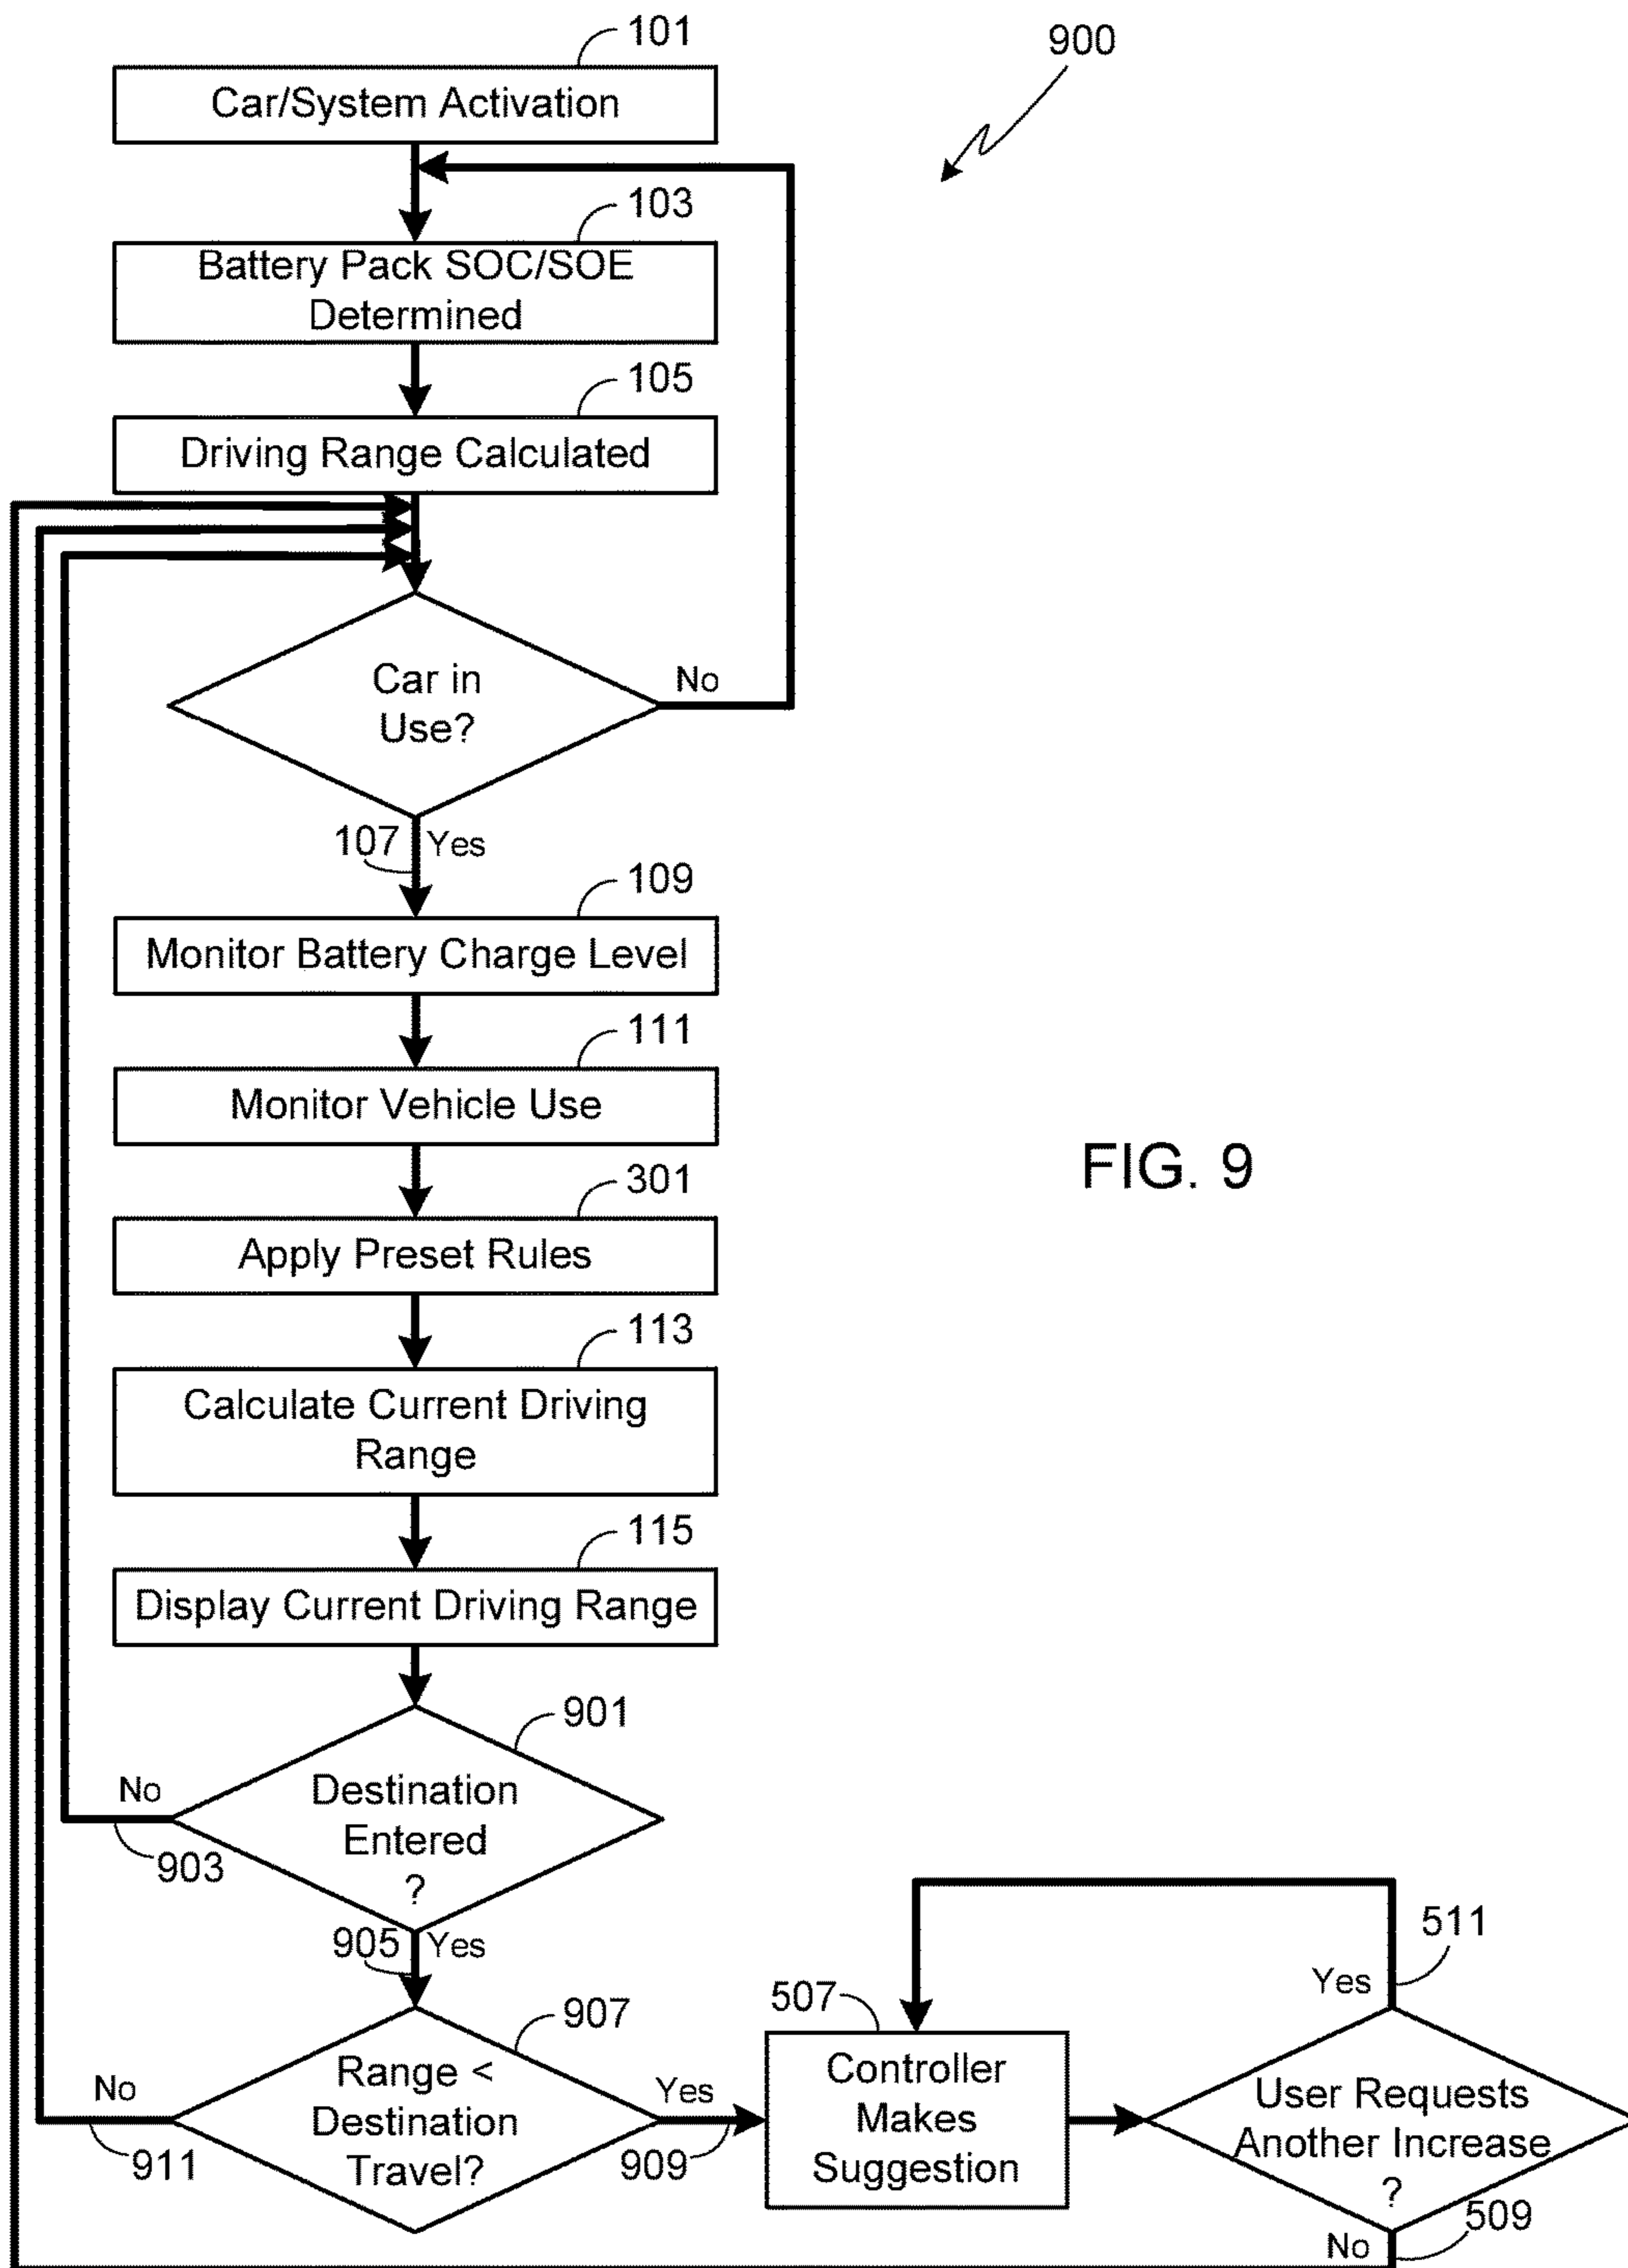 101
900
Car/System Activation
103
Battery Pack SOC/SOE
Determined
105
Driving Range Calculated
Car in
Use?
No
107
Yes
109
Monitor Battery Charge Level
111
Monitor Vehicle Use
FIG. 9
301
Apply Preset Rules
113
Calculate Current Driving
Range
115
Display Current Driving Range
901
No
Destination
Entered
?
903
905
Yes
907
No
Range <
Destination
Travel?
Yes
911
909
507
Controller
Makes
Suggestion
511
Yes
User Requests
Another Increase
?
509
No